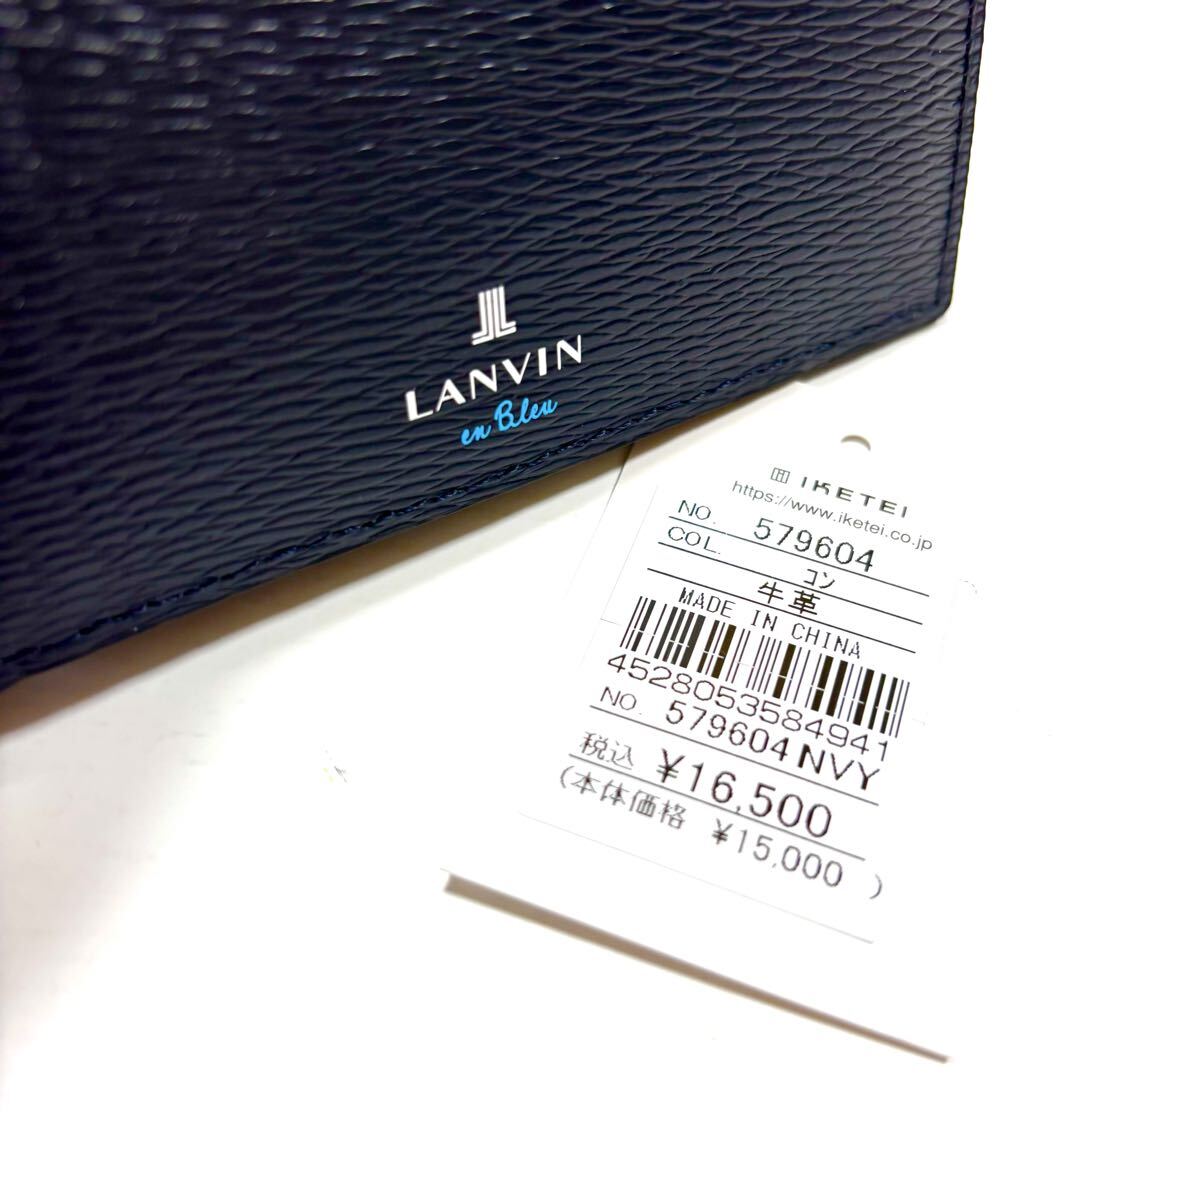 LANVIN
en Bleu
IKETEI
https://www.iketei.co.jp
NO. 579604
COL. コン
牛革
MADE IN CHINA
4528053584941
NO. 579604NVY
税込 ¥16,500
(本体価格 ¥15,000 )